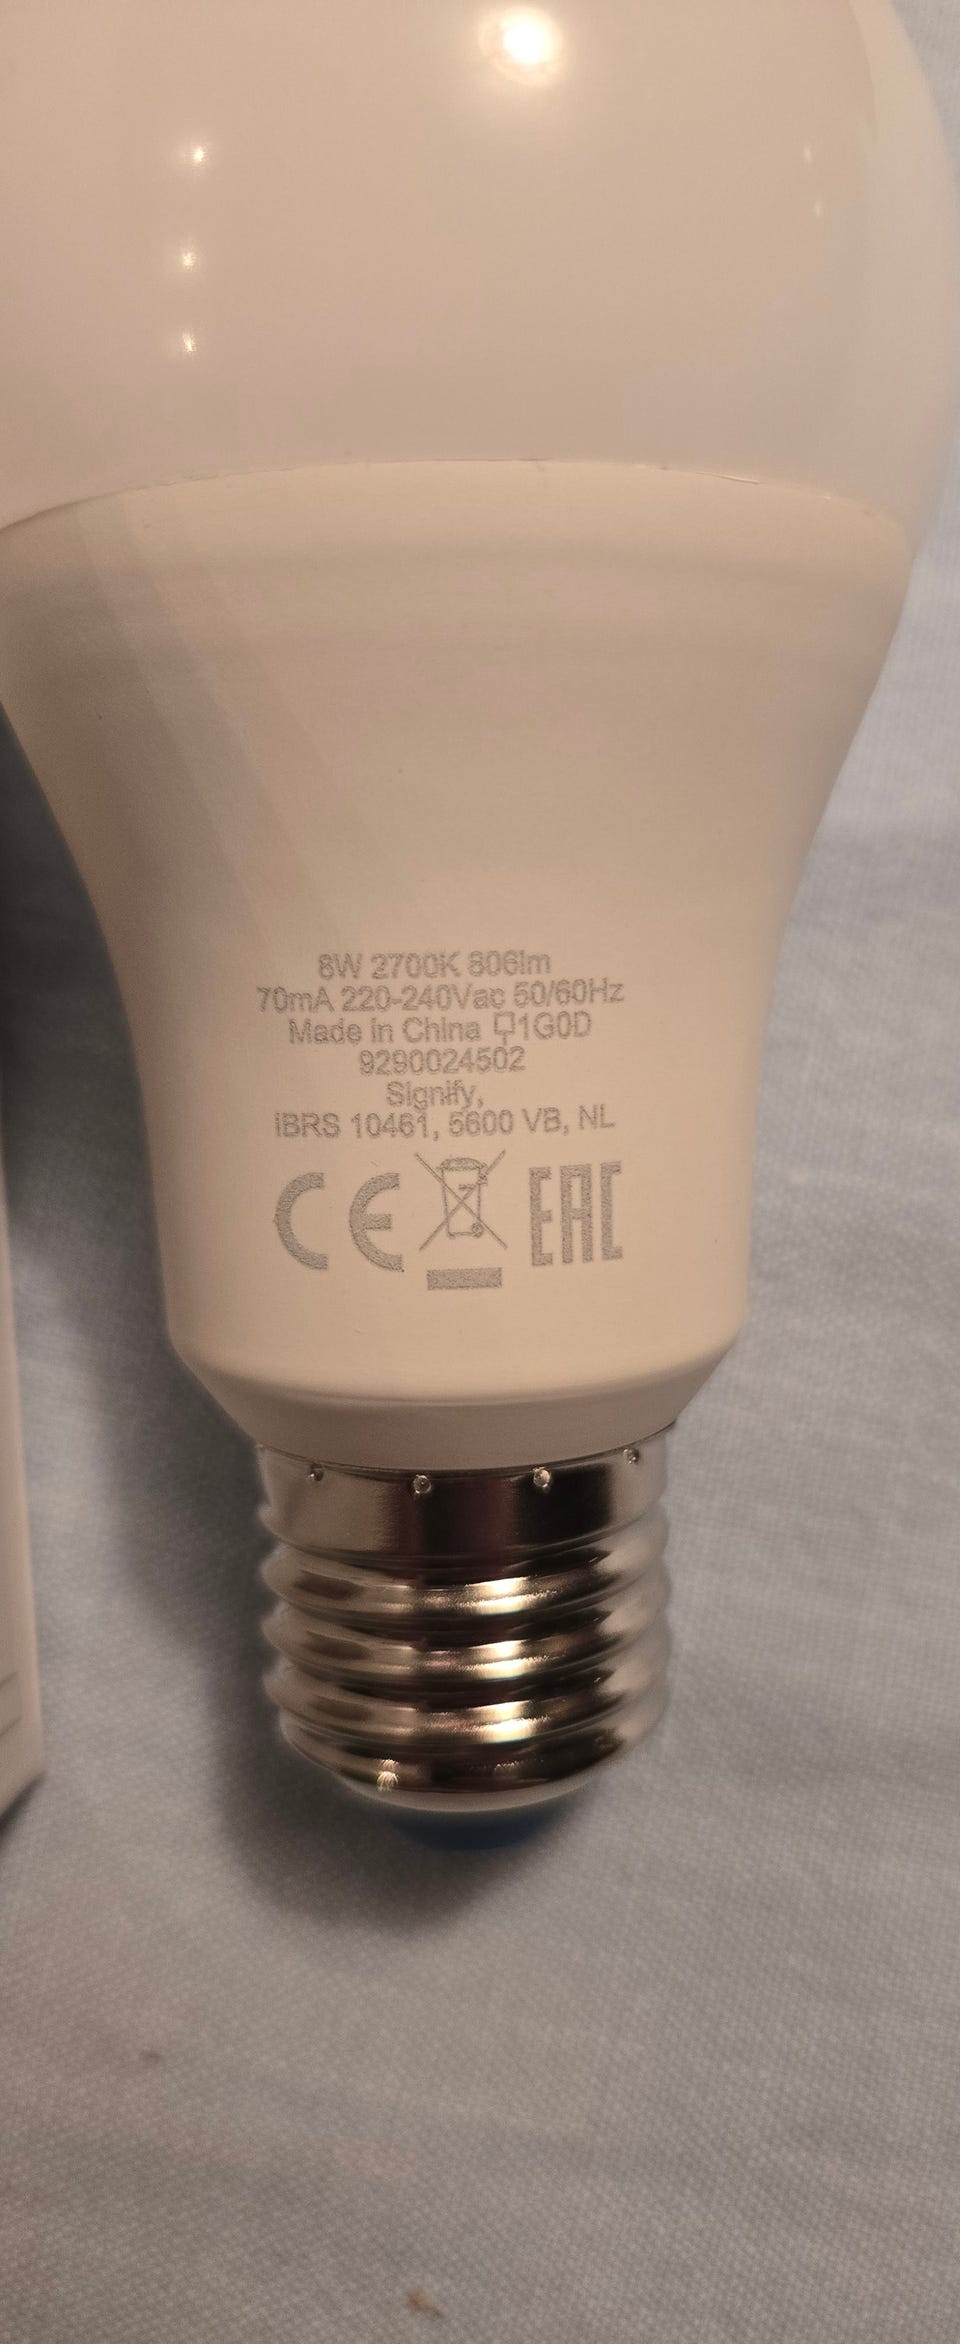 8W 2700K 806lm
70mA 220-240Vac 50/60Hz
Made in China 1G0D
9290024502
Signify,
IBRS 10461, 5600 VB, NL
CE EAC